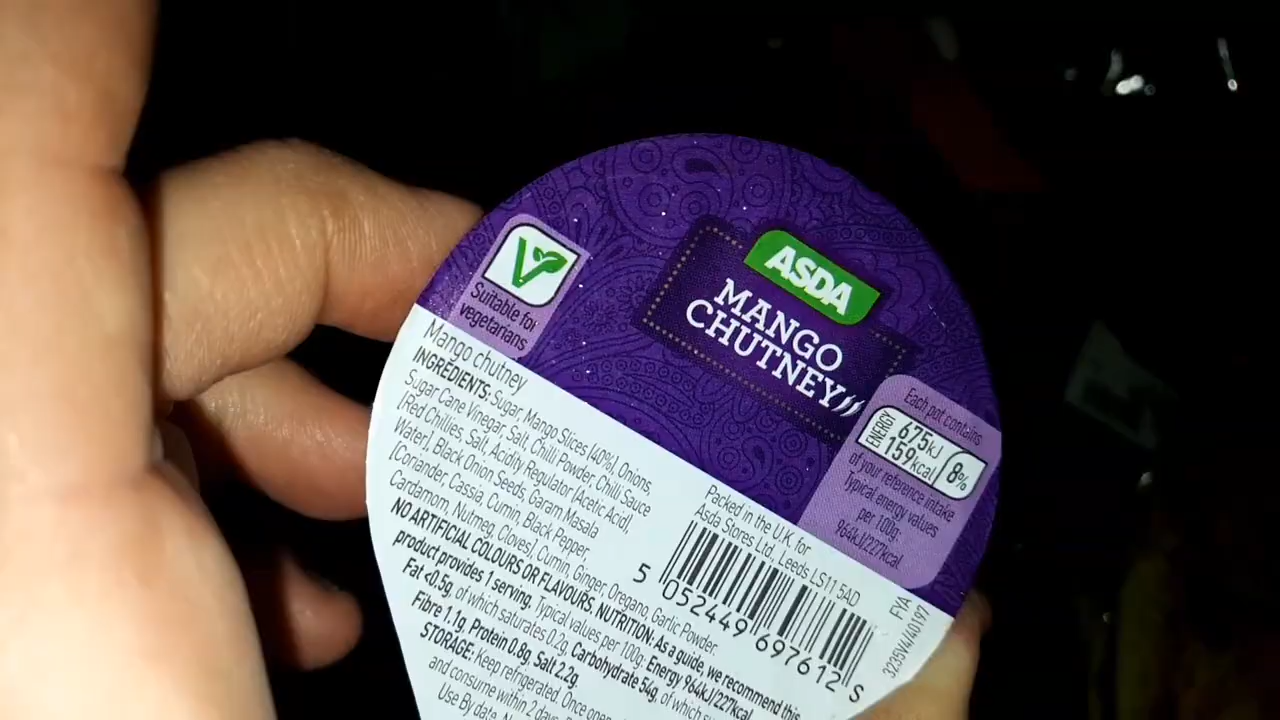 ASDA
MANGO
CHUTNEY
Suitable for
vegetarians
Each pot contains
ENERGY 675kJ
159kcal 8%
of your reference intake
Typical energy values
per 100g:
964kJ/227kcal
Mango chutney
INGREDIENTS: Sugar, Mango Slices (40%), Onions,
Sugar Cane Vinegar, Salt, Chilli Powder, Chilli Sauce
[Red Chillies, Salt, Acidity Regulator (Acetic Acid),
Water], Black Onion Seeds, Garam Masala
[Coriander, Cassia, Cumin, Black Pepper,
Cardamom, Nutmeg, Cloves], Cumin, Ginger, Oregano, Garlic Powder.
NO ARTIFICIAL COLOURS OR FLAVOURS. NUTRITION: As a guide, we recommend this
product provides 1 serving. Typical values per 100g: Energy 964kJ/227kcal
Fat <0.5g, of which saturates 0.2g, Carbohydrate 54g, of which
Fibre 1.1g, Protein 0.8g, Salt 2.2g.
STORAGE: Keep refrigerated. Once
and consume within 2 days.
Use By date.
Packed in the U.K. for
Asda Stores Ltd, Leeds LS11 5AD
5 052449 697612 S
FYA
3235V4/40197